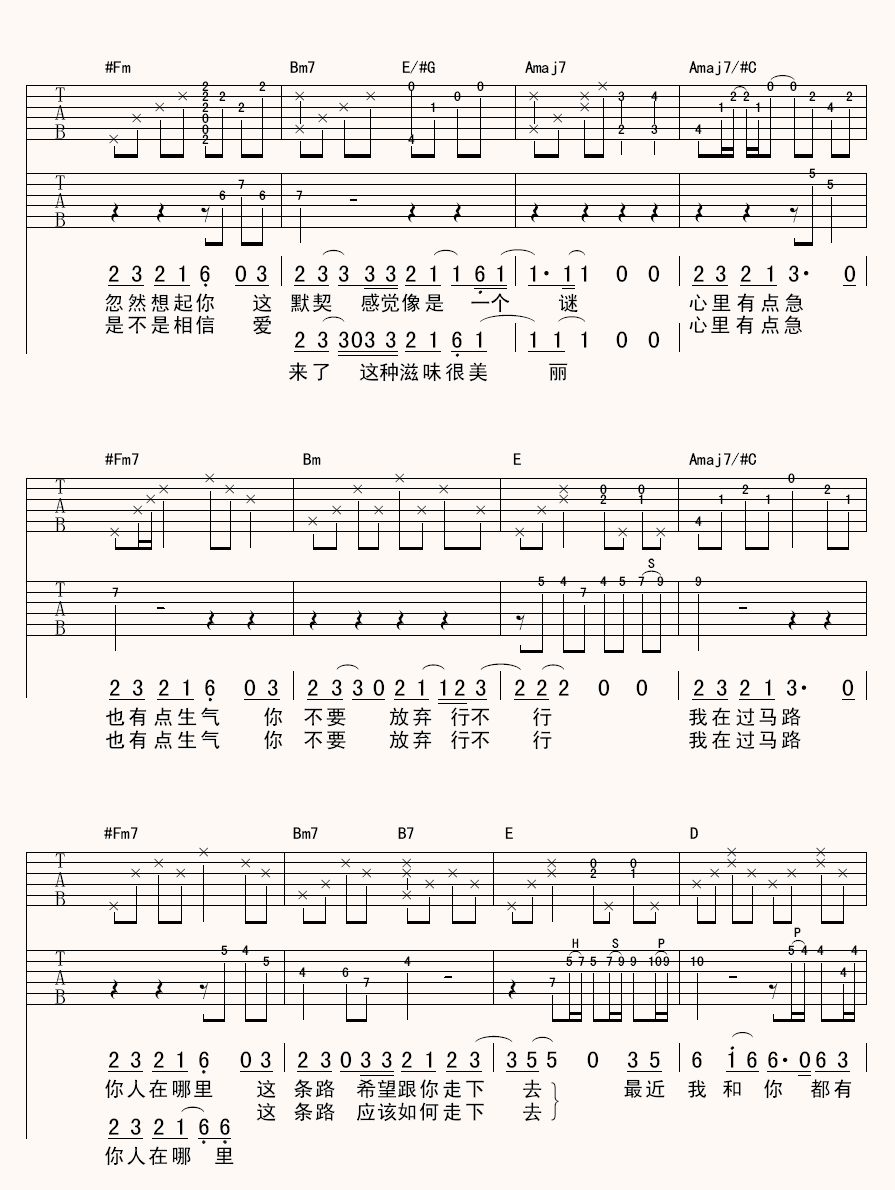 #Fm Bm7 E/#G Amaj7 Amaj7/#C
2 3 2 1 6 0 3 2 3 3 3 3 2 1 1 6 1 1· 1 1 0 0 2 3 2 1 3· 0
忽然想起你 这 默契 感觉像是 一个 谜 心里有点急
是不是相信 爱 心里有点急
2 3 3 0 3 3 2 1 6 1 1 1 1 0 0
来了 这种滋味很美 丽
#Fm7 Bm E Amaj7/#C
2 3 2 1 6 0 3 2 3 3 0 2 1 1 2 3 2 2 2 0 0 2 3 2 1 3· 0
也有点生气 你 不要 放弃 行不 行 我在过马路
也有点生气 你 不要 放弃 行不 行 我在过马路
#Fm7 Bm7 B7 E D
2 3 2 1 6 0 3 2 3 0 3 3 2 1 2 3 3 5 5 0 3 5 6 1 6 6· 0 6 3
你人在哪里 这 条路 希望跟你走下 去 最近 我 和 你 都有
这 条路 应该如何走下 去
2 3 2 1 6 6
你人在哪 里